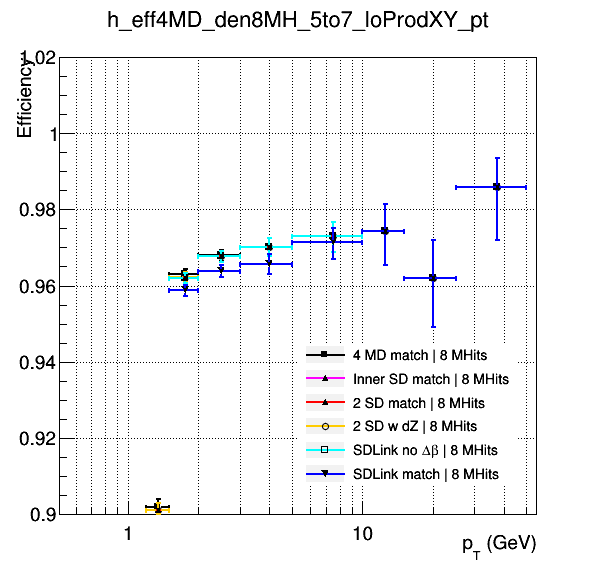 h_eff4MD_den8MH_5to7_loProdXY_pt
Efficiency
1.02
1
0.98
0.96
0.94
0.92
0.9
4 MD match | 8 MHits
Inner SD match | 8 MHits
2 SD match | 8 MHits
2 SD w dZ | 8 MHits
SDLink no Δβ | 8 MHits
SDLink match | 8 MHits
1
10
p_T (GeV)